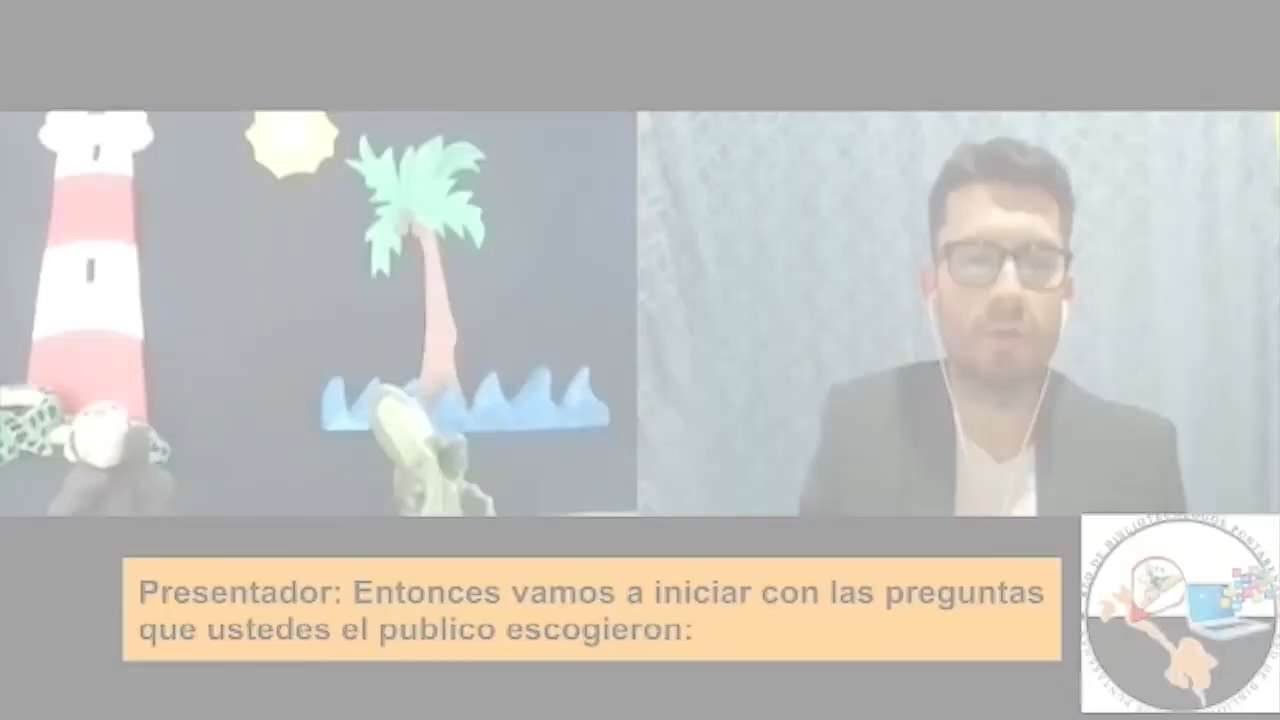 Presentador: Entonces vamos a iniciar con las preguntas
que ustedes el publico escogieron: